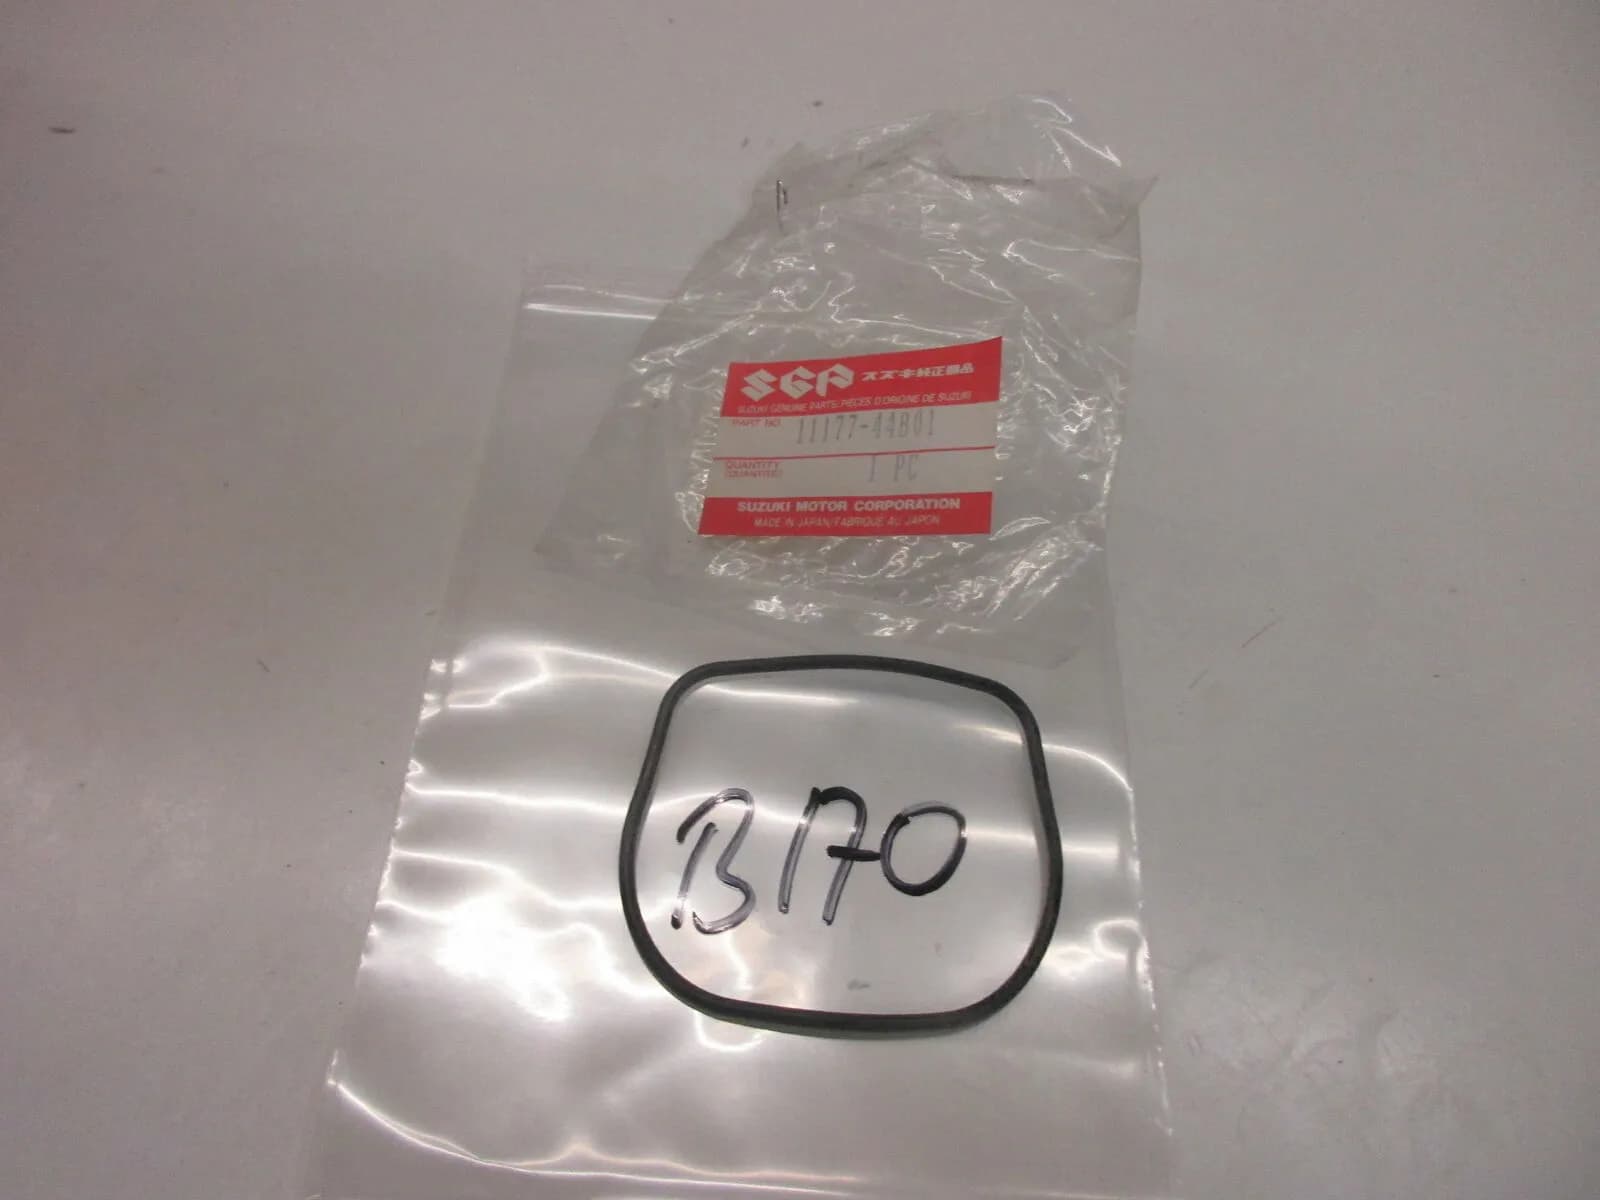 SGP スズキ純正部品
SUZUKI GENUINE PARTS/PIECES D'ORIGINE DE SUZUKI
PART NO. 11177-44B01
QUANTITY 1 PC
(QUANTITE)
SUZUKI MOTOR CORPORATION
MADE IN JAPAN/FABRIQUE AU JAPON
B170